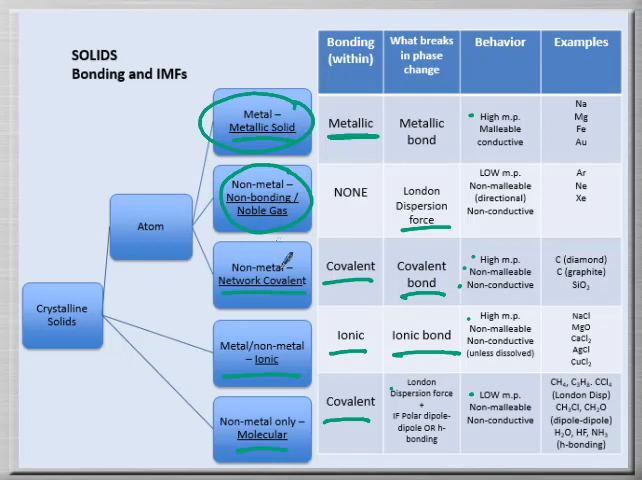 SOLIDS
Bonding and IMFs
Crystalline
Solids
Atom
Metal –
Metallic Solid
Non-metal –
Non-bonding /
Noble Gas
Non-metal –
Network Covalent
Metal/non-metal
– Ionic
Non-metal only –
Molecular
Bonding
(within)
What breaks
in phase
change
Behavior
Examples
Metallic
Metallic
bond
High m.p.
Malleable
conductive
Na
Mg
Fe
Au
NONE
London
Dispersion
force
LOW m.p.
Non-malleable
(directional)
Non-conductive
Ar
Ne
Xe
Covalent
Covalent
bond
High m.p.
Non-malleable
Non-conductive
C (diamond)
C (graphite)
SiO₂
Ionic
Ionic bond
High m.p.
Non-malleable
Non-conductive
(unless dissolved)
NaCl
MgO
CaCl₂
AgCl
CuCl₂
Covalent
London
Dispersion force
+
IF Polar dipole-
dipole OR h-
bonding
LOW m.p.
Non-malleable
Non-conductive
CH₄, C₃H₈. CCl₄
(London Disp)
CH₃Cl, CH₂O
(dipole-dipole)
H₂O, HF, NH₃
(h-bonding)